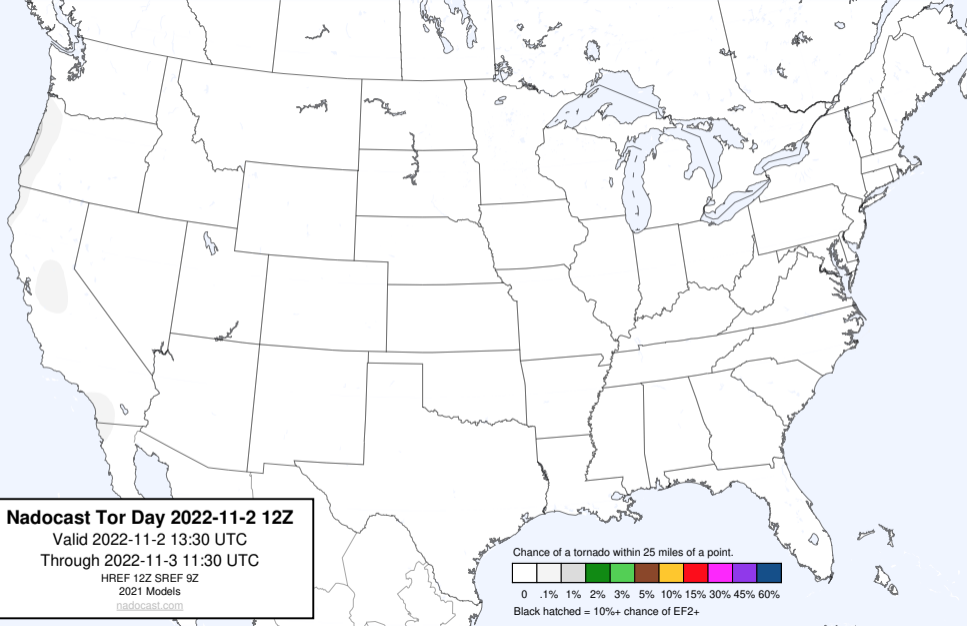 Nadocast Tor Day 2022-11-2 12Z
Valid 2022-11-2 13:30 UTC
Through 2022-11-3 11:30 UTC
HREF 12Z SREF 9Z
2021 Models
nadocast.com
Chance of a tornado within 25 miles of a point.
0 .1% 1% 2% 3% 5% 10% 15% 30% 45% 60%
Black hatched = 10%+ chance of EF2+